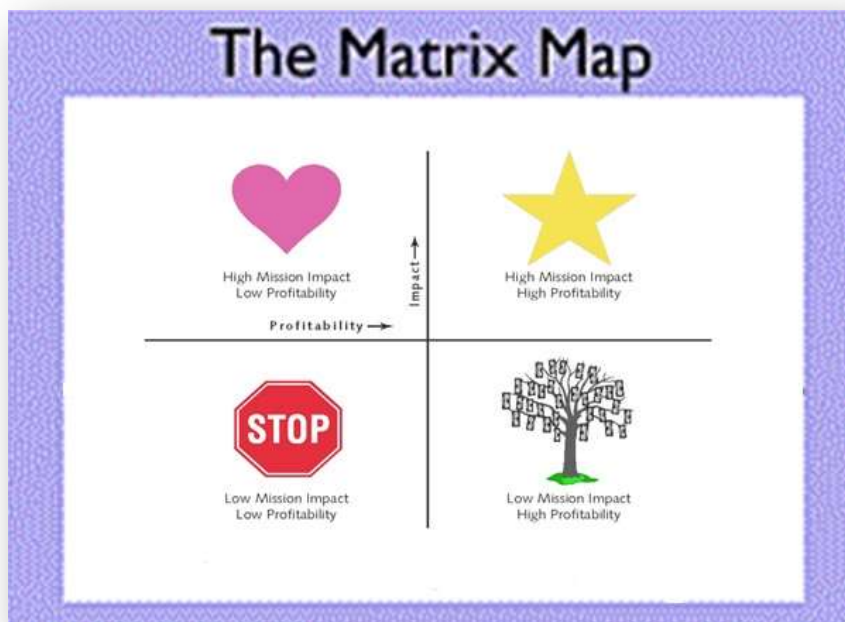 The Matrix Map
High Mission Impact
Low Profitability
High Mission Impact
High Profitability
Impact
Profitability
STOP
Low Mission Impact
Low Profitability
Low Mission Impact
High Profitability